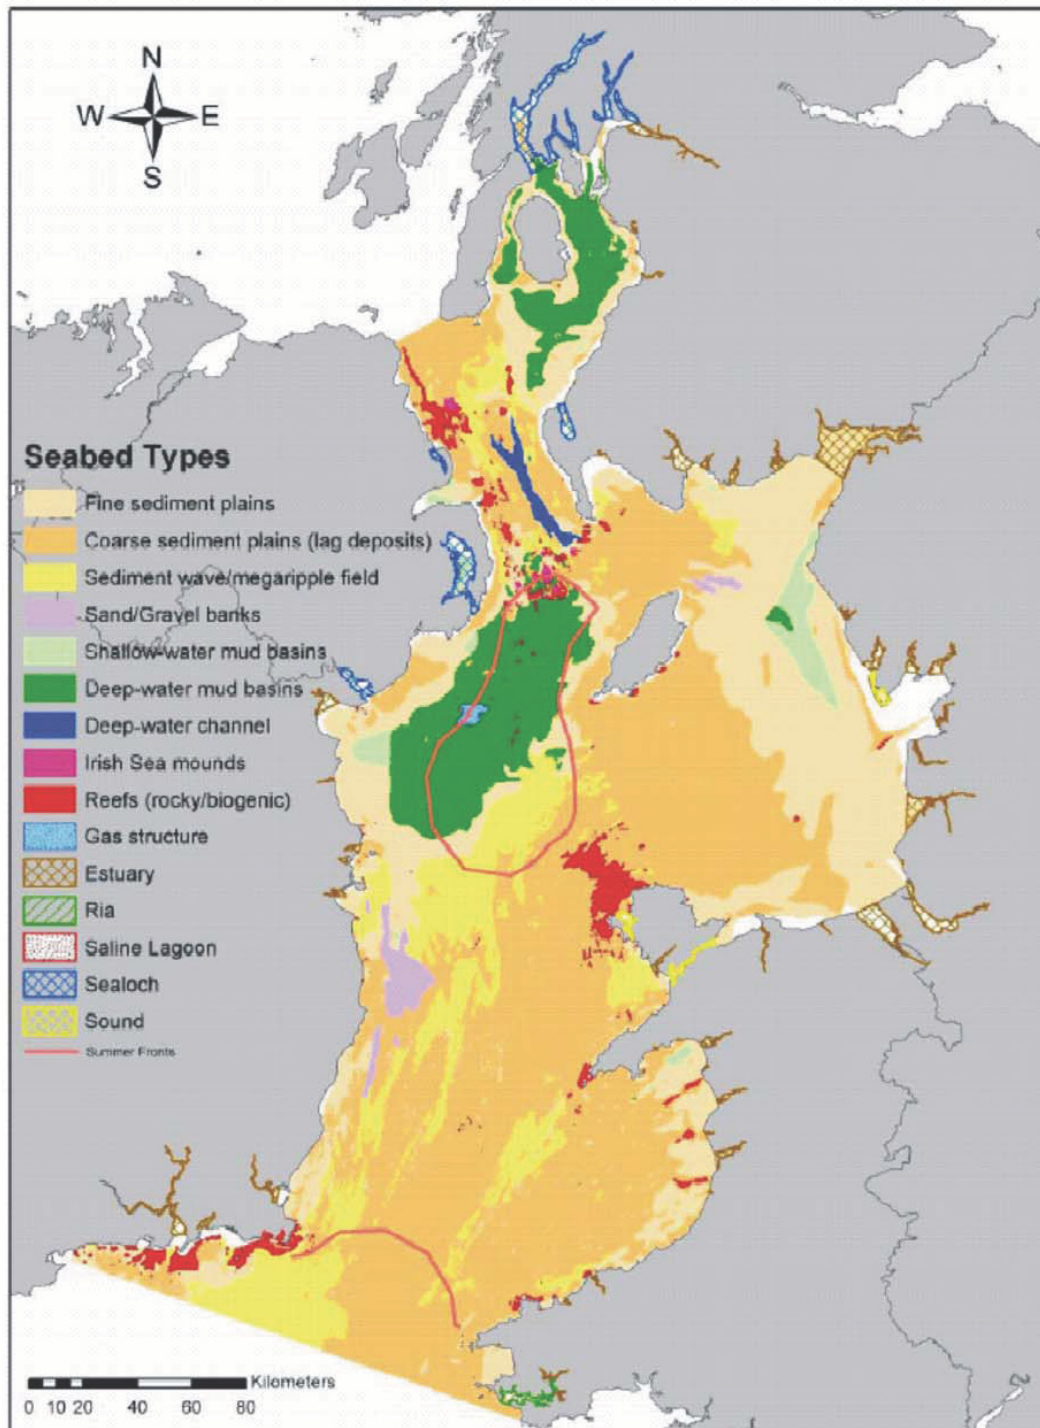 N
W E
S
Seabed Types
Fine sediment plains
Coarse sediment plains (lag deposits)
Sediment wave/megaripple field
Sand/Gravel banks
Shallow-water mud basins
Deep-water mud basins
Deep-water channel
Irish Sea mounds
Reefs (rocky/biogenic)
Gas structure
Estuary
Ria
Saline Lagoon
Sealoch
Sound
Summer Fronts
Kilometers
0 10 20 40 60 80